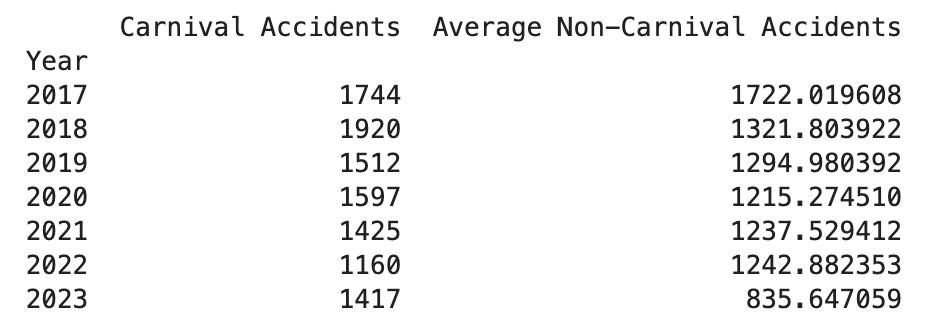 Carnival Accidents  Average Non-Carnival Accidents
Year
2017                1744                     1722.019608
2018                1920                     1321.803922
2019                1512                     1294.980392
2020                1597                     1215.274510
2021                1425                     1237.529412
2022                1160                     1242.882353
2023                1417                      835.647059